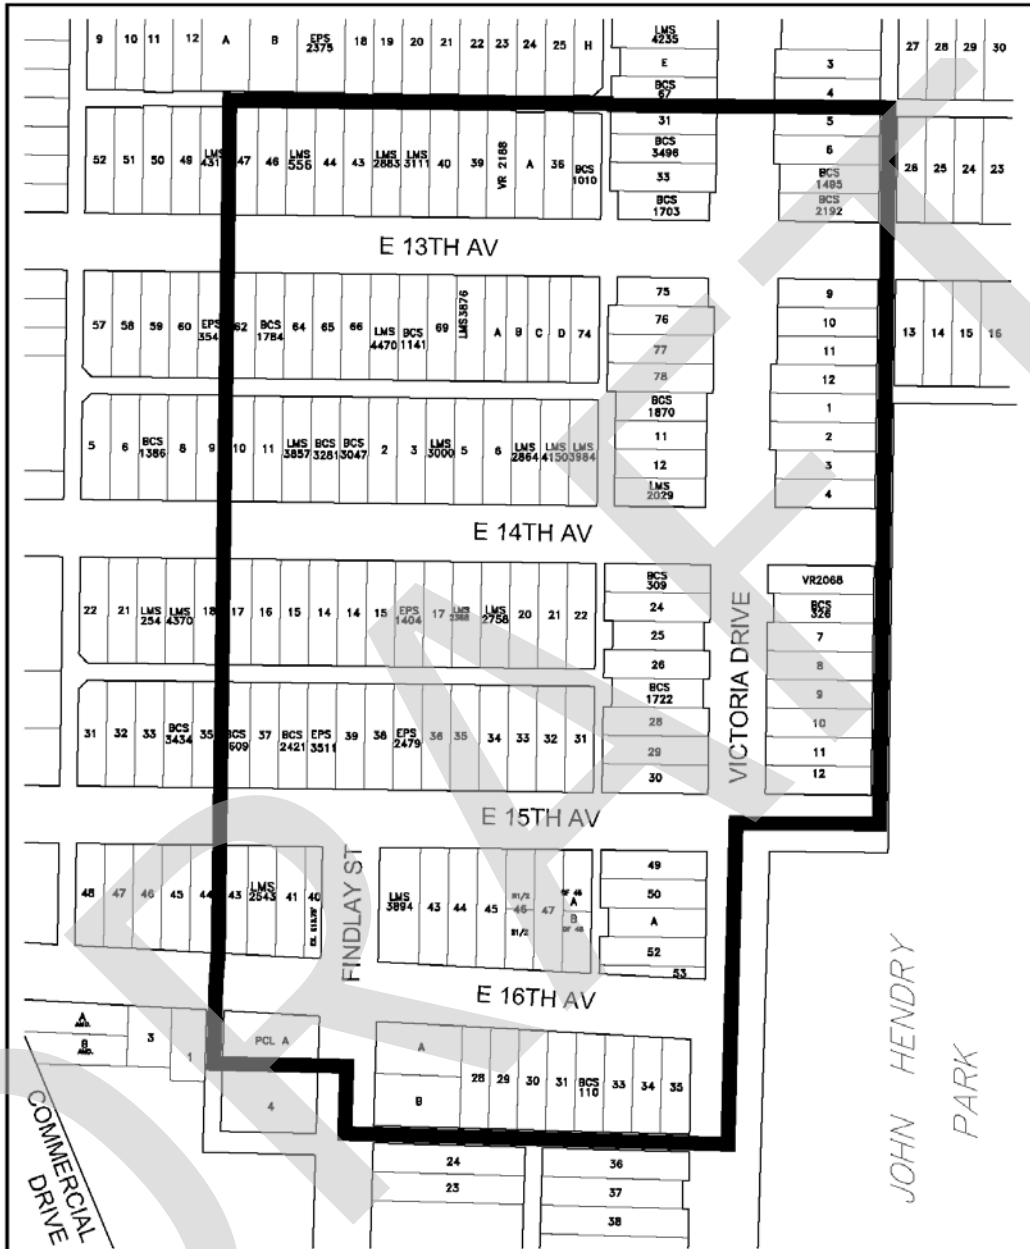 9 10 11 12 A B EPS 2375 18 19 20 21 22 23 24 25 H
LMS 4235
E
BCS 67
3
4
27 28 29 30
52 51 50 49 LMS 431 47 46 LMS 556 44 43 LMS 2883 LMS 3111 40 39 VR 2188 A 36 BCS 1010
31
BCS 3496
33
BCS 1703
5
6
BCS 1485
BCS 2192
26 25 24 23
E 13TH AV
57 58 59 60 EPS 354 62 BCS 1784 64 65 66 LMS 4470 BCS 1141 69 LMS3876 A B C D 74
75
76
77
78
9
10
11
12
13 14 15 16
5 6 BCS 1386 8 9 10 11 LMS 3857 BCS 3281 BCS 3047 2 3 LMS 3000 5 6 LMS 2864 LMS 4150 LMS 3984
BCS 1870
11
12
LMS 2029
1
2
3
4
E 14TH AV
22 21 LMS 254 LMS 4370 18 17 16 15 14 14 15 EPS 1404 17 LMS LMS 2758 20 21 22
BCS 309
24
25
26
VR2068
BCS 326
7
8
31 32 33 BCS 3434 35 BCS 609 37 BCS 2421 EPS 3511 39 38 EPS 2479 36 35 34 33 32 31
BCS 1722
28
29
30
9
10
11
12
VICTORIA DRIVE
E 15TH AV
48 47 46 45 44 43 LMS 2543 41 40
FINDLAY ST
LMS 3894 43 44 45 N1/2 46 S1/2 47 A B
49
50
A
52
53
E 16TH AV
A AMD.
B AMD.
3
1
PCL A
4
A
B
28 29 30 31 BCS 110 33 34 35
24
23
36
37
38
COMMERCIAL
DRIVE
JOHN HENDRY
PARK
DRAFT